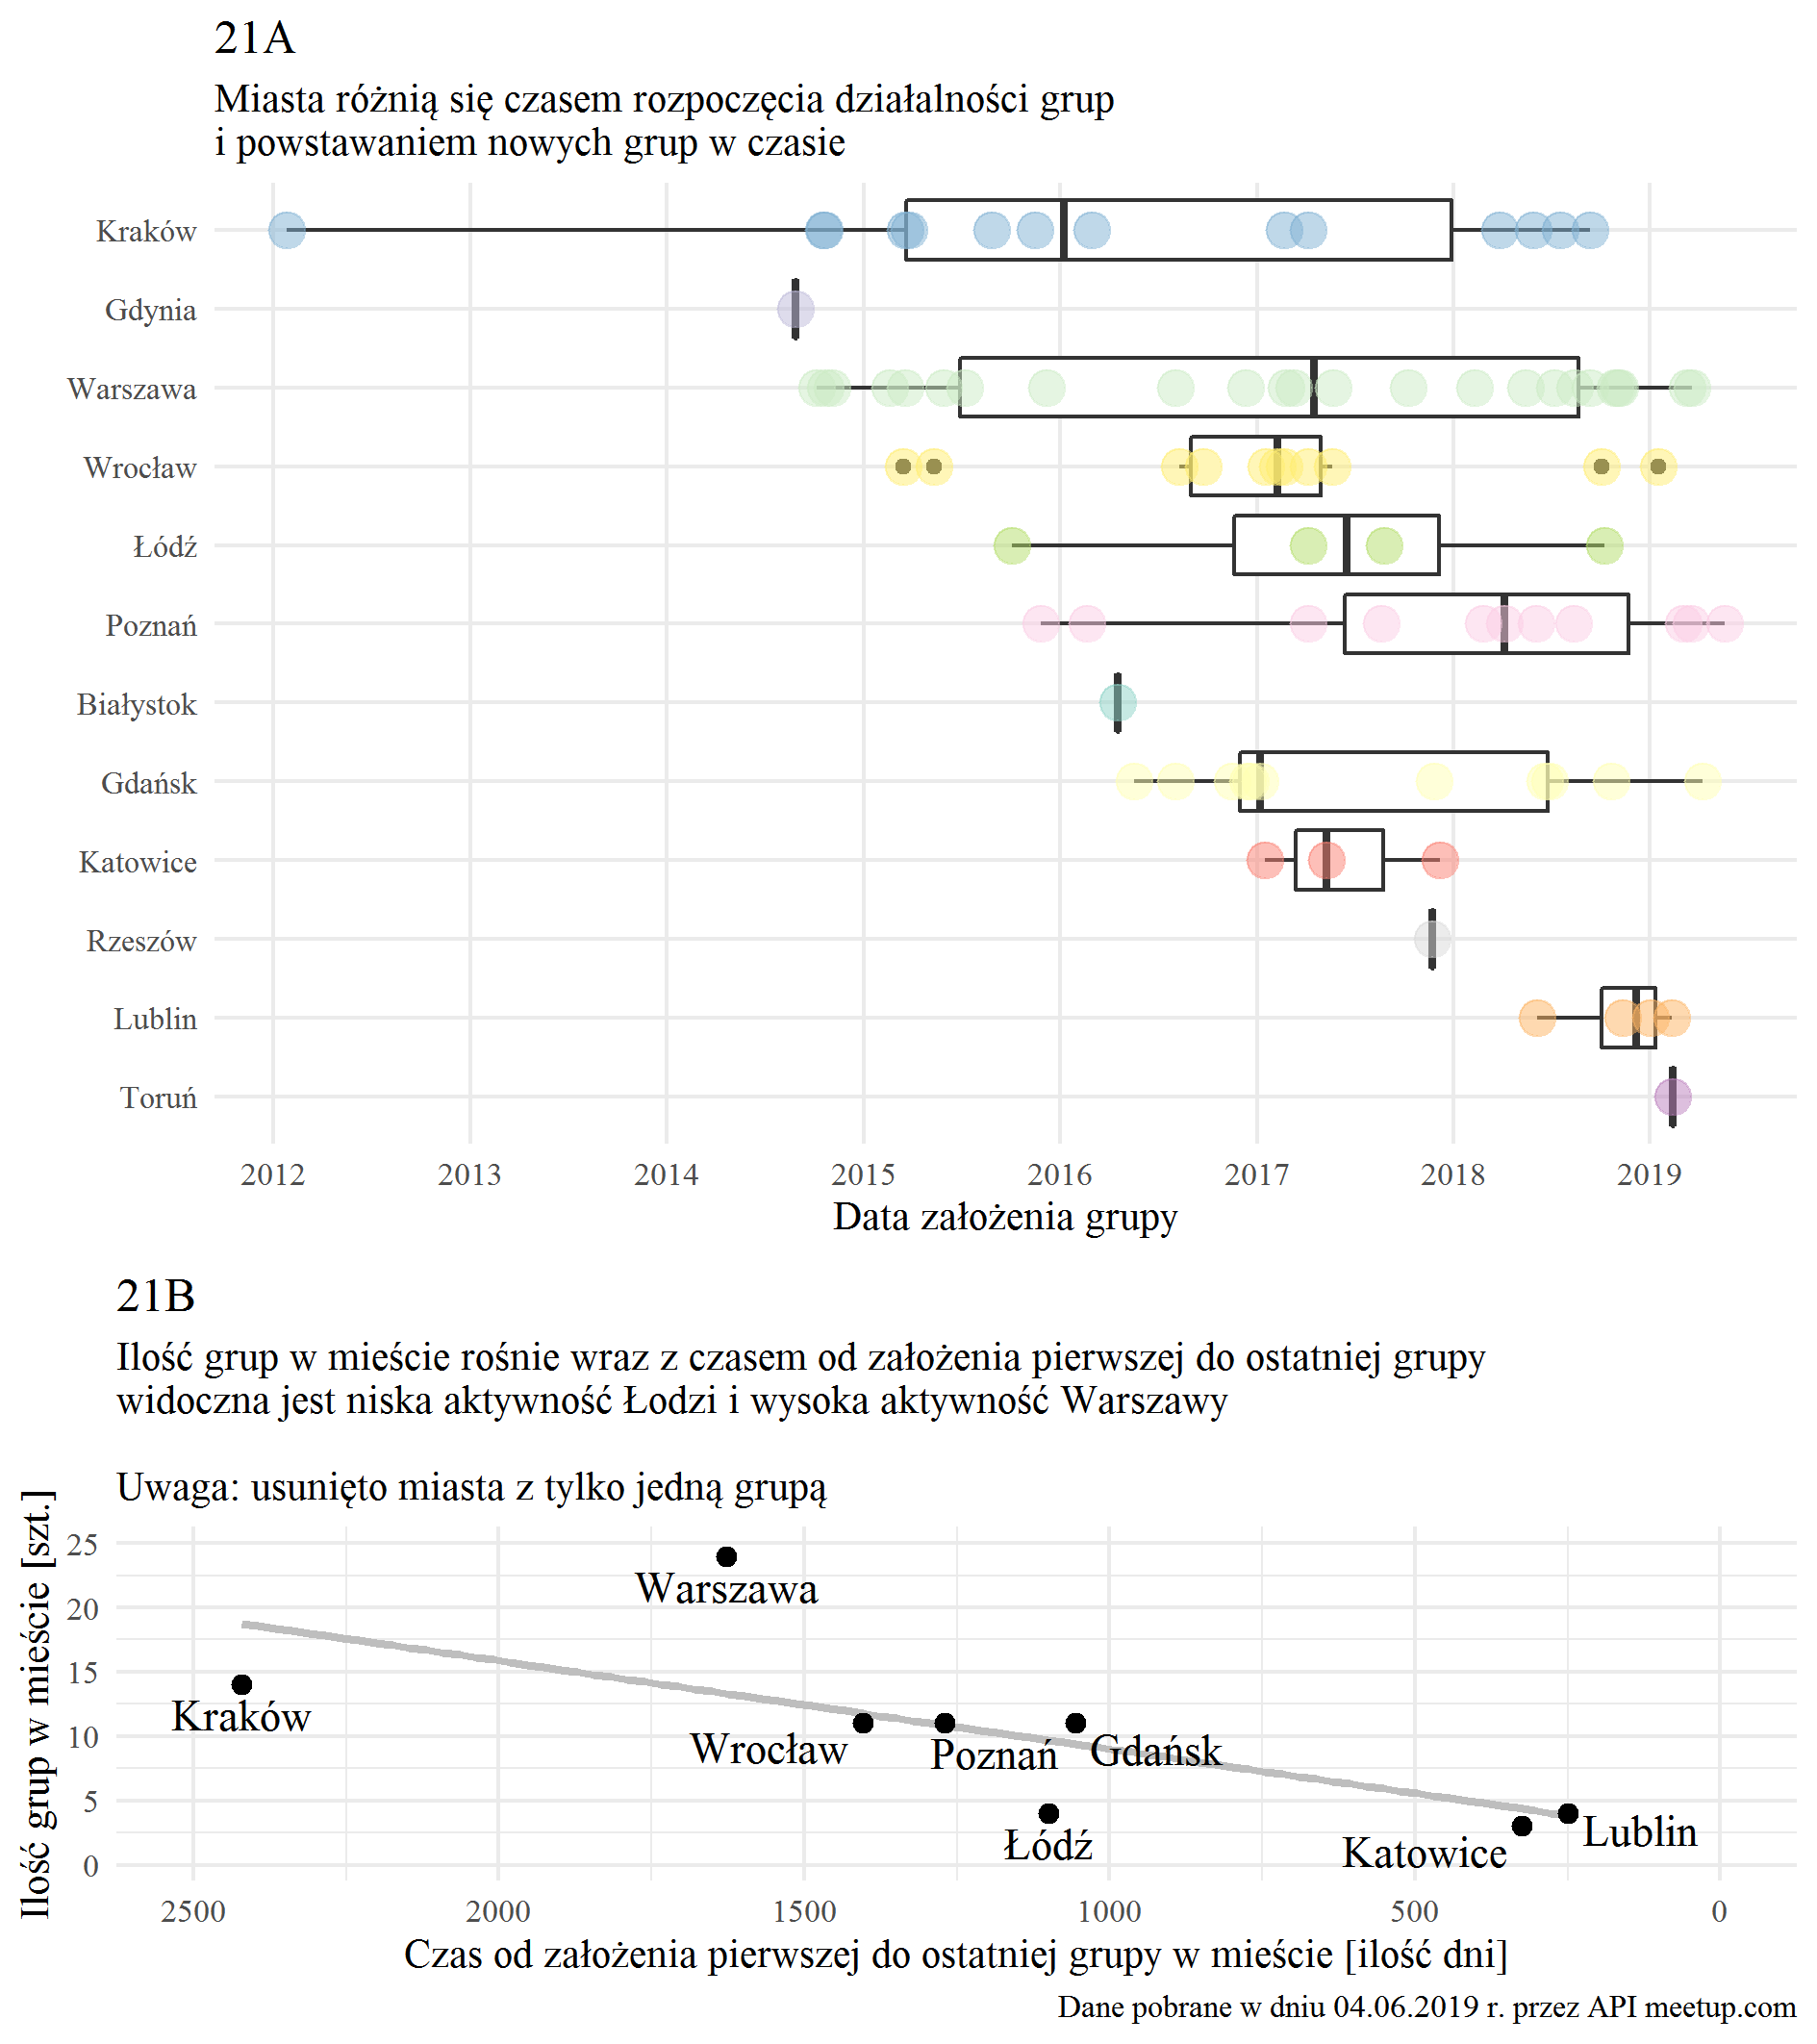 21A
Miasta różnią się czasem rozpoczęcia działalności grup
i powstawaniem nowych grup w czasie
Kraków
Gdynia
Warszawa
Wrocław
Łódź
Poznań
Białystok
Gdańsk
Katowice
Rzeszów
Lublin
Toruń
2012 2013 2014 2015 2016 2017 2018 2019
Data założenia grupy
21B
Ilość grup w mieście rośnie wraz z czasem od założenia pierwszej do ostatniej grupy
widoczna jest niska aktywność Łodzi i wysoka aktywność Warszawy
Uwaga: usunięto miasta z tylko jedną grupą
Ilość grup w mieście [szt.]
25
20
15
10
5
0
Warszawa
Kraków
Wrocław
Poznań
Gdańsk
Łódź
Katowice
Lublin
2500 2000 1500 1000 500 0
Czas od założenia pierwszej do ostatniej grupy w mieście [ilość dni]
Dane pobrane w dniu 04.06.2019 r. przez API meetup.com